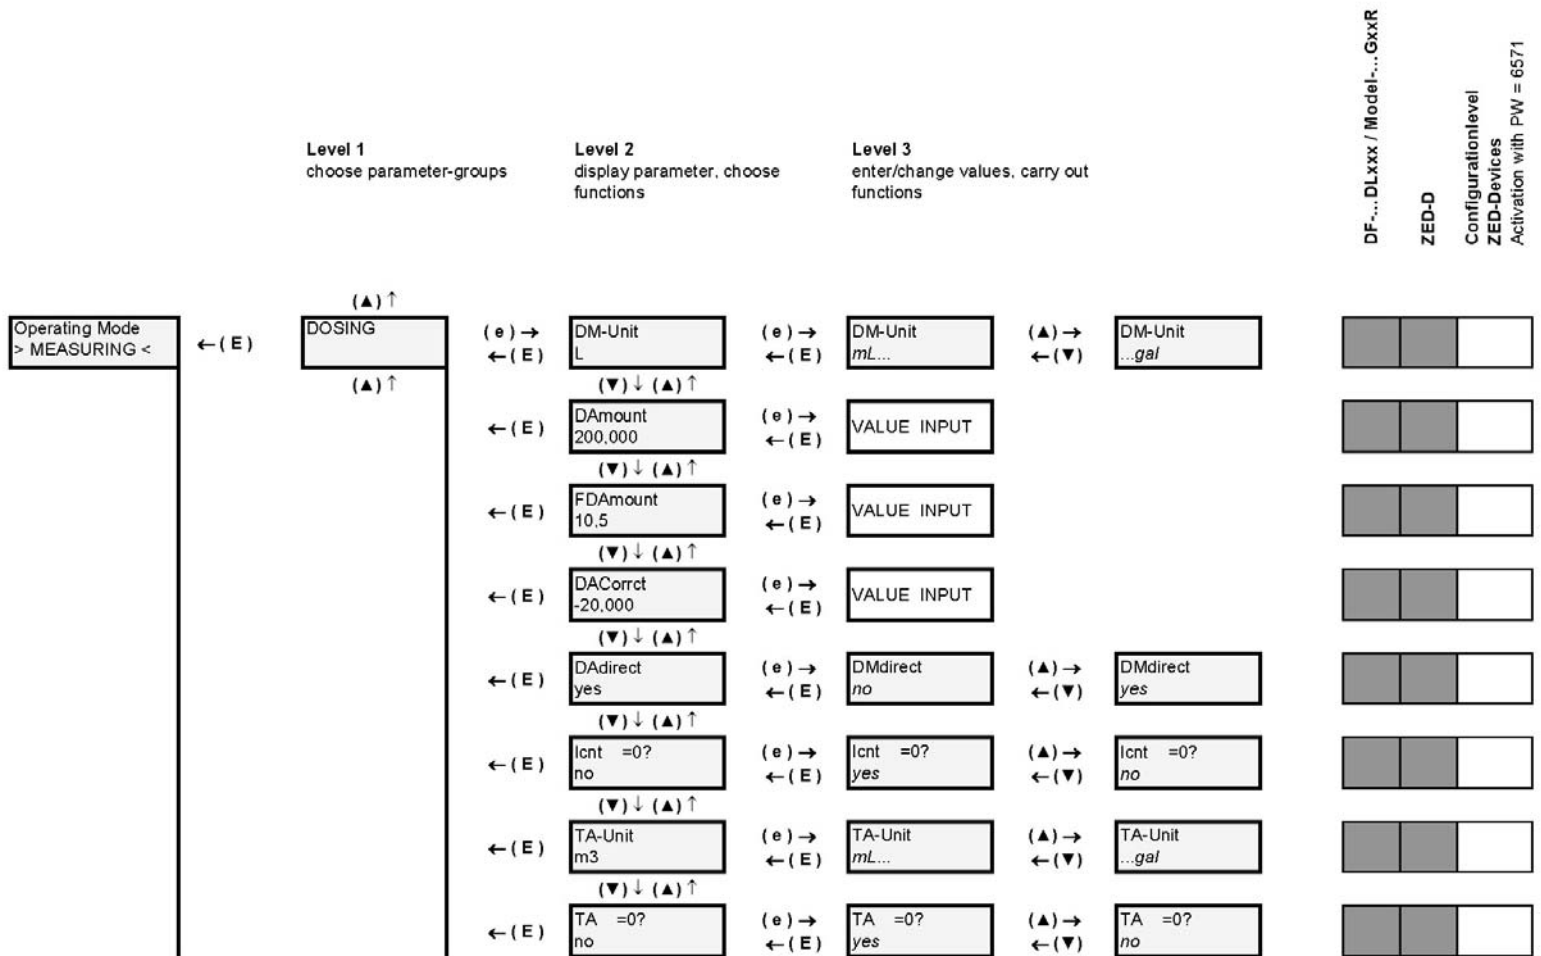 DF-... DLxxx / Model-...GxxR
ZED-D
Configurationlevel
ZED-Devices
Activation with PW = 6571
Level 1
choose parameter-groups
Level 2
display parameter, choose
functions
Level 3
enter/change values, carry out
functions
(▲) ↑
Operating Mode
> MEASURING <
←( E )
DOSING
(▲) ↑
( e ) →
←( E )
DM-Unit
L
( e ) →
←( E )
DM-Unit
mL...
(▲) →
←(▼)
DM-Unit
...gal
(▼) ↓ (▲) ↑
←( E )
DAmount
200,000
( e ) →
←( E )
VALUE INPUT
(▼) ↓ (▲) ↑
←( E )
FDAmount
10,5
( e ) →
←( E )
VALUE INPUT
(▼) ↓ (▲) ↑
←( E )
DACorrct
-20,000
( e ) →
←( E )
VALUE INPUT
(▼) ↓ (▲) ↑
←( E )
DAdirect
yes
( e ) →
←( E )
DMdirect
no
(▲) →
←(▼)
DMdirect
yes
(▼) ↓ (▲) ↑
←( E )
Icnt =0?
no
( e ) →
←( E )
Icnt =0?
yes
(▲) →
←(▼)
Icnt =0?
no
(▼) ↓ (▲) ↑
←( E )
TA-Unit
m3
( e ) →
←( E )
TA-Unit
mL...
(▲) →
←(▼)
TA-Unit
...gal
(▼) ↓ (▲) ↑
←( E )
TA =0?
no
( e ) →
←( E )
TA =0?
yes
(▲) →
←(▼)
TA =0?
no